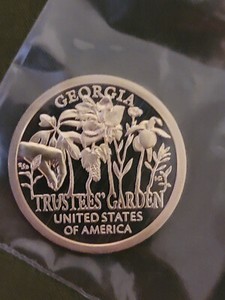 GEORGIA
TRUSTEES' GARDEN
UNITED STATES
OF AMERICA